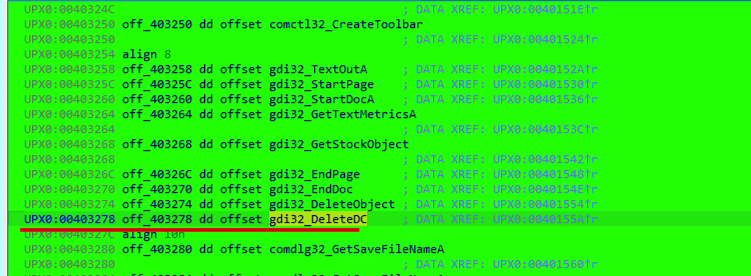 UPX0:0040324C ; DATA XREF: UPX0:0040151E↑r
UPX0:00403250 off_403250 dd offset comctl32_CreateToolbar
UPX0:00403250 ; DATA XREF: UPX0:00401524↑r
UPX0:00403254 align 8
UPX0:00403258 off_403258 dd offset gdi32_TextOutA ; DATA XREF: UPX0:0040152A↑r
UPX0:0040325C off_40325C dd offset gdi32_StartPage ; DATA XREF: UPX0:00401530↑r
UPX0:00403260 off_403260 dd offset gdi32_StartDocA ; DATA XREF: UPX0:00401536↑r
UPX0:00403264 off_403264 dd offset gdi32_GetTextMetricsA
UPX0:00403264 ; DATA XREF: UPX0:0040153C↑r
UPX0:00403268 off_403268 dd offset gdi32_GetStockObject
UPX0:00403268 ; DATA XREF: UPX0:00401542↑r
UPX0:0040326C off_40326C dd offset gdi32_EndPage ; DATA XREF: UPX0:00401548↑r
UPX0:00403270 off_403270 dd offset gdi32_EndDoc ; DATA XREF: UPX0:0040154E↑r
UPX0:00403274 off_403274 dd offset gdi32_DeleteObject ; DATA XREF: UPX0:00401554↑r
UPX0:00403278 off_403278 dd offset gdi32_DeleteDC ; DATA XREF: UPX0:0040155A↑r
UPX0:0040327C align 10h
UPX0:00403280 off_403280 dd offset comdlg32_GetSaveFileNameA
UPX0:00403280 ; DATA XREF: UPX0:00401560↑r